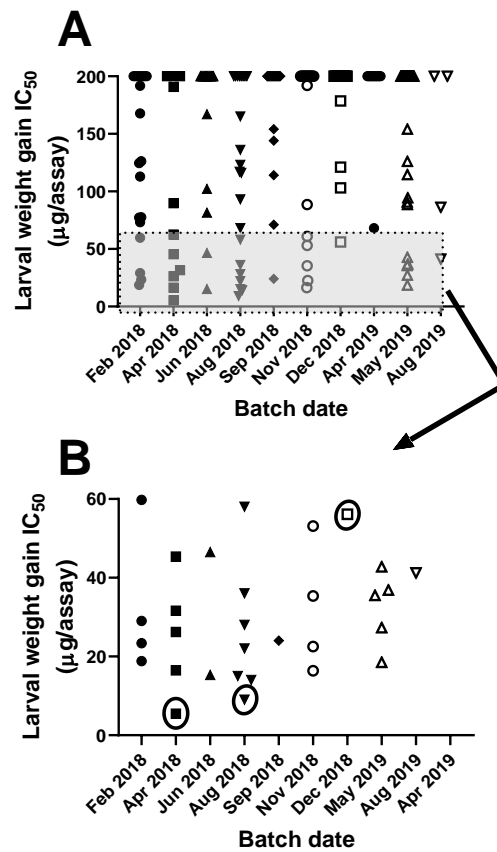 A
Larval weight gain IC50
(μg/assay)
200
150
100
50
0
Feb 2018
Apr 2018
Jun 2018
Aug 2018
Sep 2018
Nov 2018
Dec 2018
Apr 2019
May 2019
Aug 2019
Batch date
B
Larval weight gain IC50
(μg/assay)
60
40
20
0
Feb 2018
Apr 2018
Jun 2018
Aug 2018
Sep 2018
Nov 2018
Dec 2018
May 2019
Aug 2019
Apr 2019
Batch date